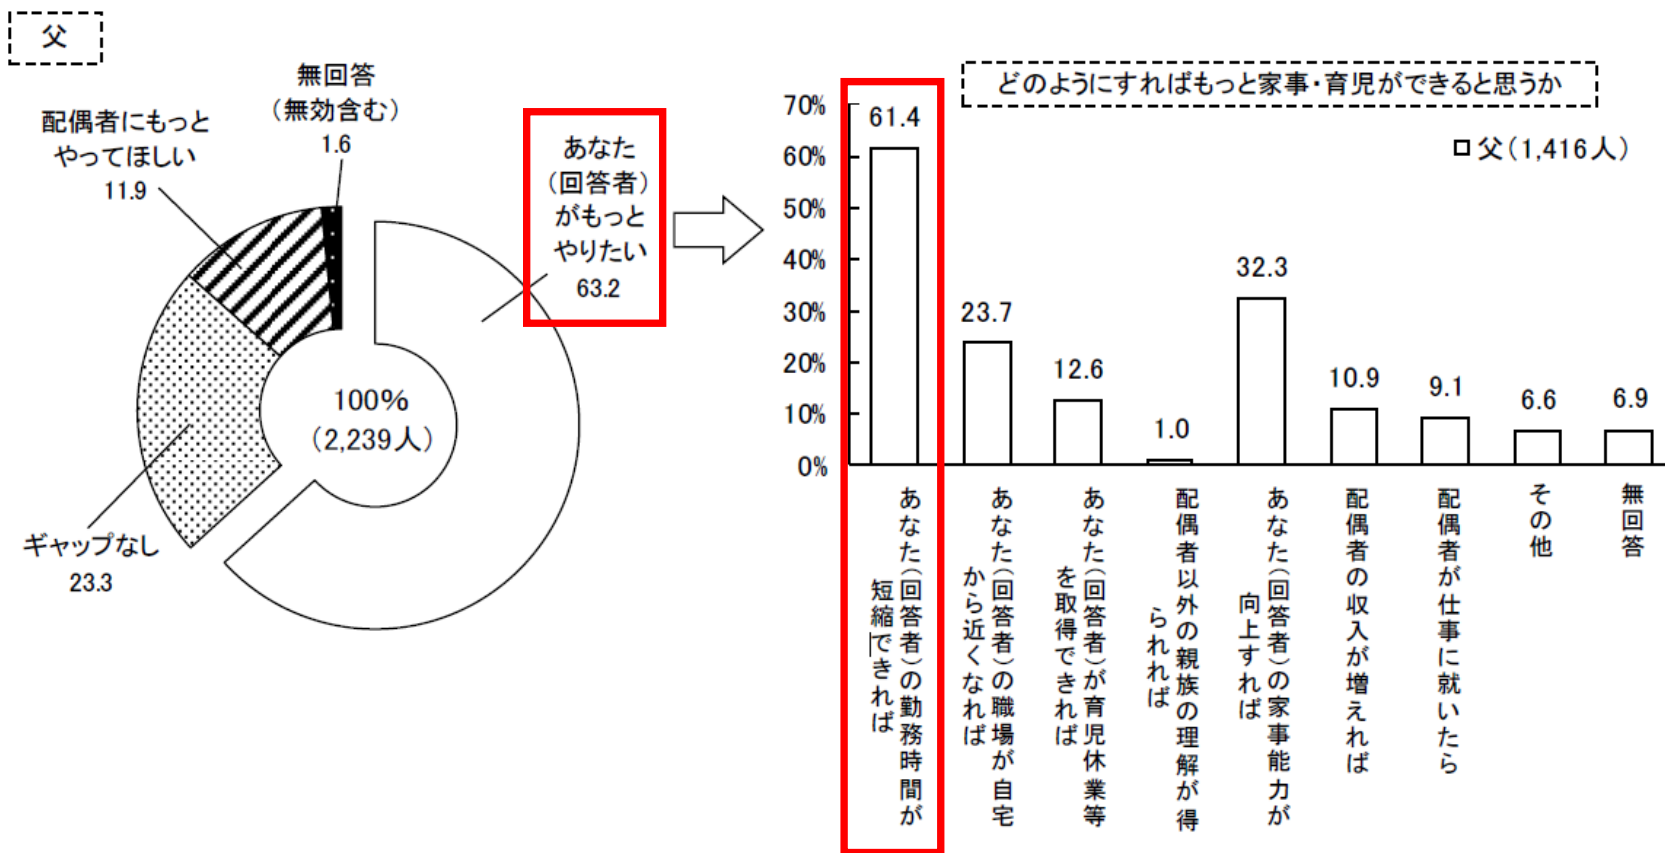 父
無回答
（無効含む）
1.6
配偶者にもっと
やってほしい
11.9
あなた
（回答者）
がもっと
やりたい
63.2
100%
（2,239人）
ギャップなし
23.3
どのようにすればもっと家事・育児ができると思うか
父（1,416人）
70%
60%
50%
40%
30%
20%
10%
0%
61.4
23.7
12.6
1.0
32.3
10.9
9.1
6.6
6.9
あなた（回答者）の勤務時間が
短縮できれば
あなた（回答者）の職場が自宅
から近くなれば
あなた（回答者）が育児休業等
を取得できれば
配偶者以外の親族の理解が得
られれば
あなた（回答者）の家事能力が
向上すれば
配偶者の収入が増えれば
配偶者が仕事に就いたら
その他
無回答